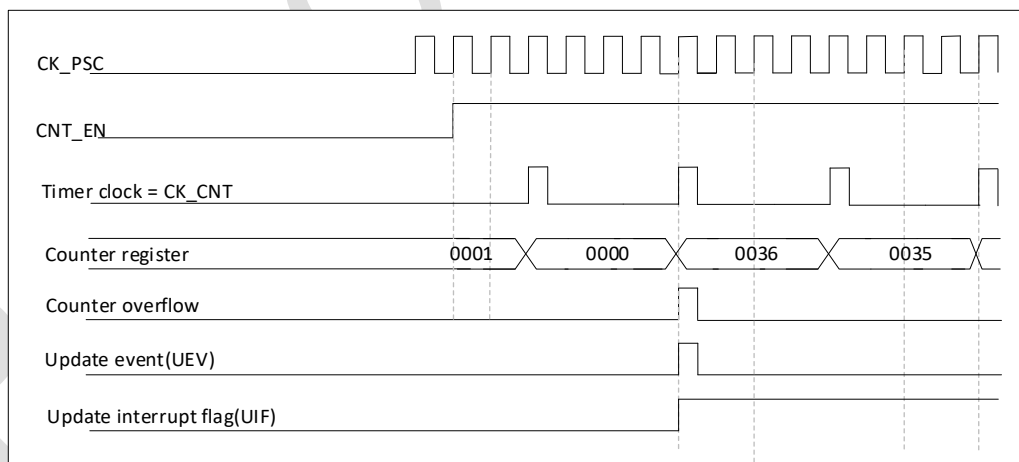 CK_PSC
CNT_EN
Timer clock = CK_CNT
Counter register 0001 0000 0036 0035
Counter overflow
Update event(UEV)
Update interrupt flag(UIF)